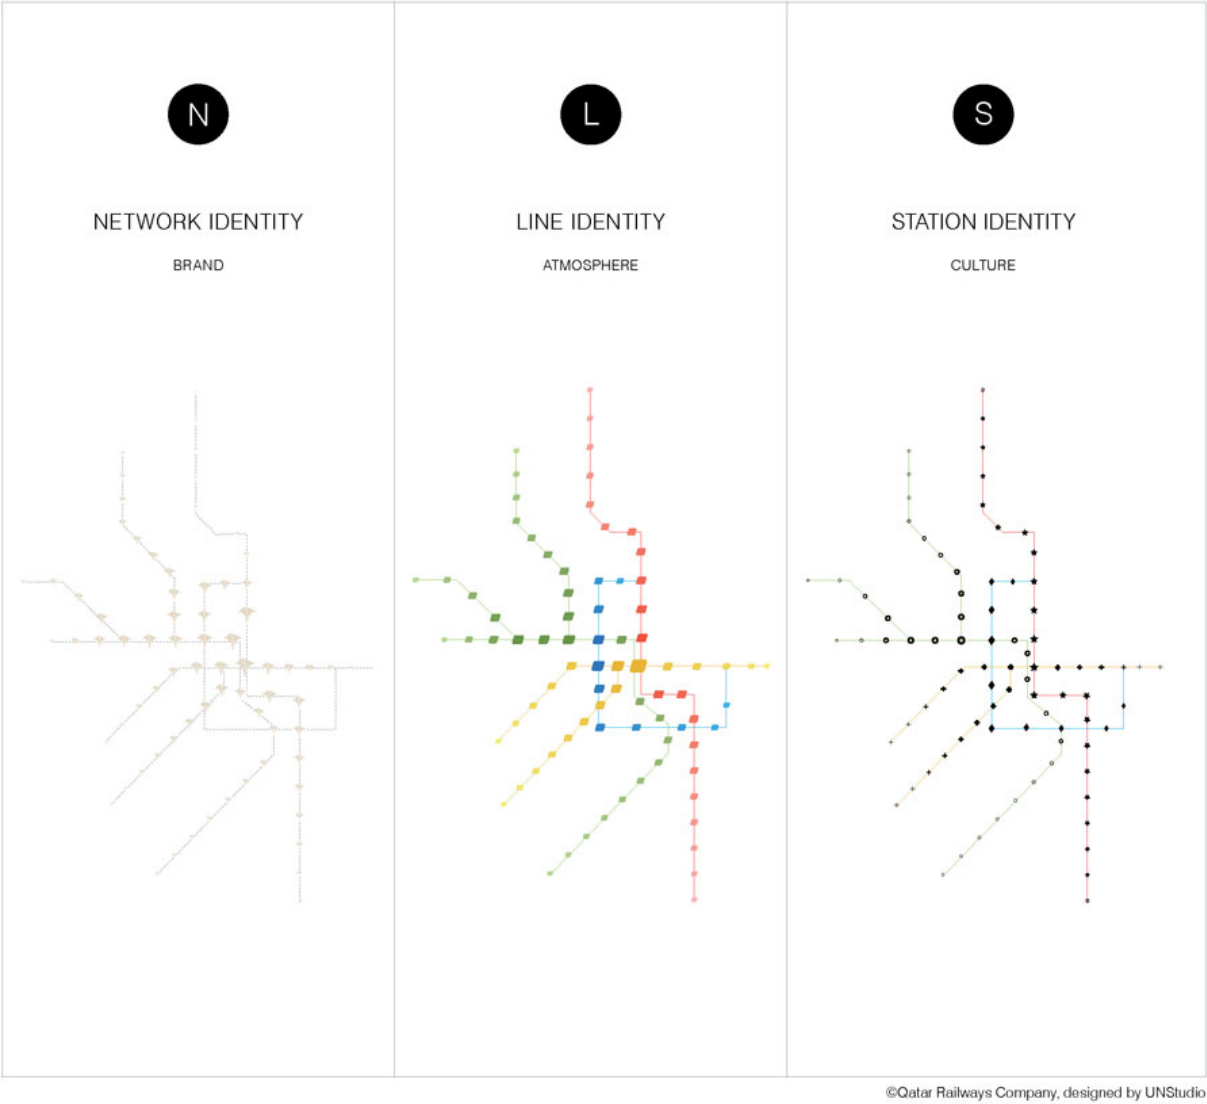 N
NETWORK IDENTITY
BRAND
L
LINE IDENTITY
ATMOSPHERE
S
STATION IDENTITY
CULTURE
©Qatar Railways Company, designed by UNStudio